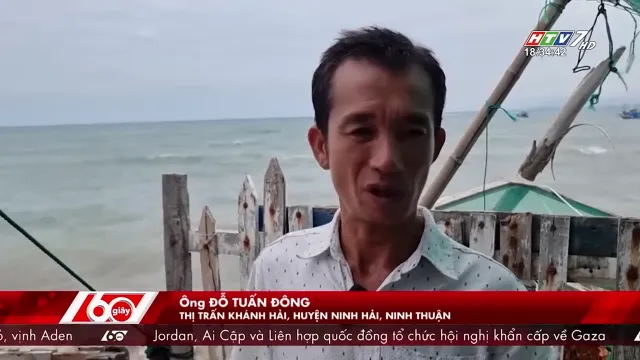 HTV7 HD
18:34:42
60 giây
Ông ĐỖ TUẤN ĐÔNG
THỊ TRẤN KHÁNH HẢI, HUYỆN NINH HẢI, NINH THUẬN
vịnh Aden Jordan, Ai Cập và Liên hợp quốc đồng tổ chức hội nghị khẩn cấp về Gaza